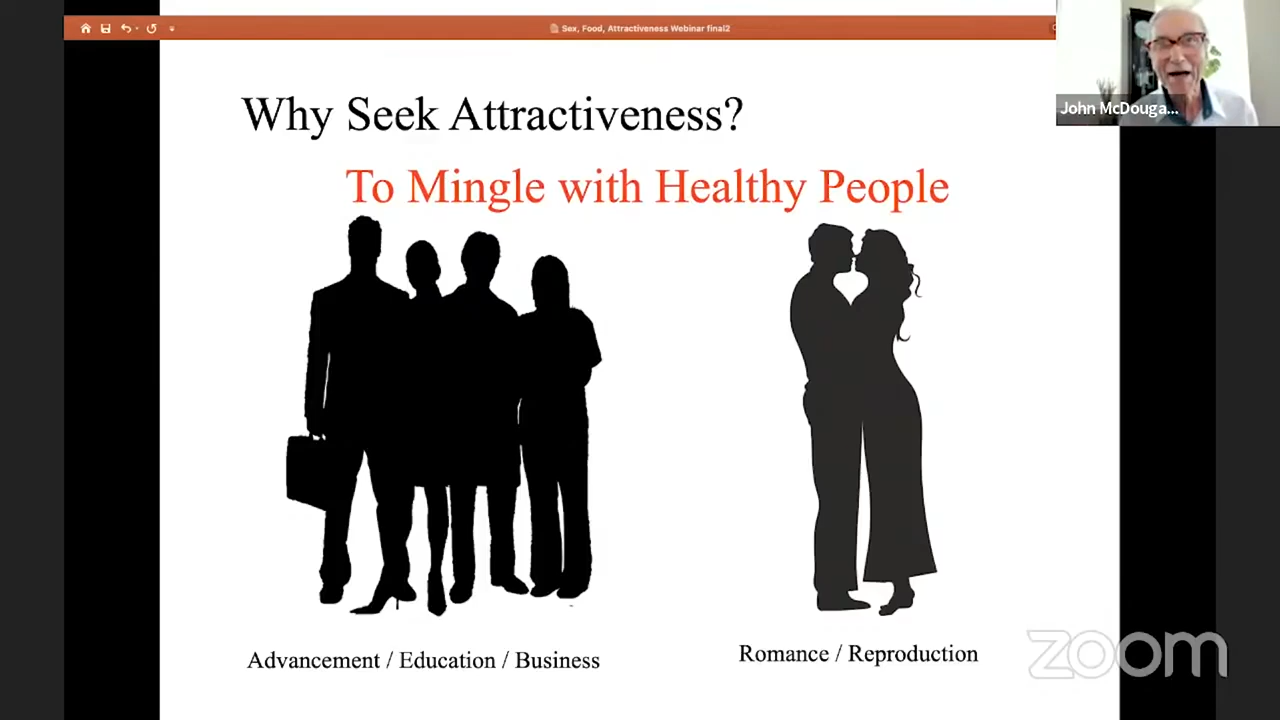 Sex, Food, Attractiveness Webinar final2
John McDouga...
Why Seek Attractiveness?
To Mingle with Healthy People
Advancement / Education / Business
Romance / Reproduction
zoom